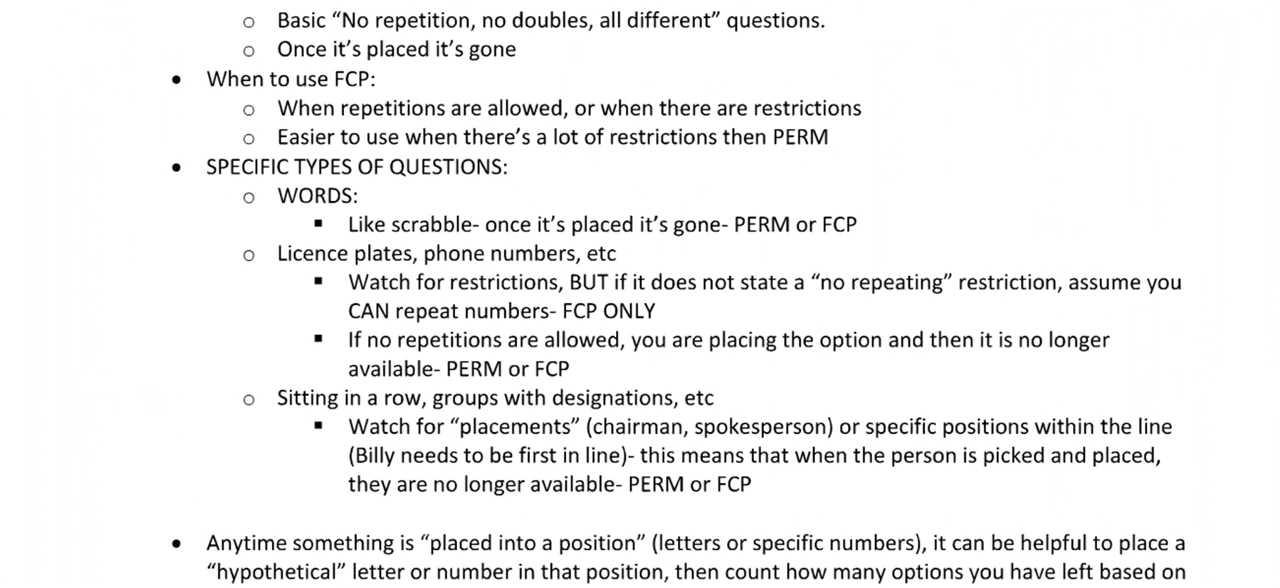 ○ Basic “No repetition, no doubles, all different” questions.
○ Once it’s placed it’s gone
• When to use FCP:
○ When repetitions are allowed, or when there are restrictions
○ Easier to use when there’s a lot of restrictions then PERM
• SPECIFIC TYPES OF QUESTIONS:
○ WORDS:
▪ Like scrabble- once it’s placed it’s gone- PERM or FCP
○ Licence plates, phone numbers, etc
▪ Watch for restrictions, BUT if it does not state a “no repeating” restriction, assume you
CAN repeat numbers- FCP ONLY
▪ If no repetitions are allowed, you are placing the option and then it is no longer
available- PERM or FCP
○ Sitting in a row, groups with designations, etc
▪ Watch for “placements” (chairman, spokesperson) or specific positions within the line
(Billy needs to be first in line)- this means that when the person is picked and placed,
they are no longer available- PERM or FCP
• Anytime something is “placed into a position” (letters or specific numbers), it can be helpful to place a
“hypothetical” letter or number in that position, then count how many options you have left based on